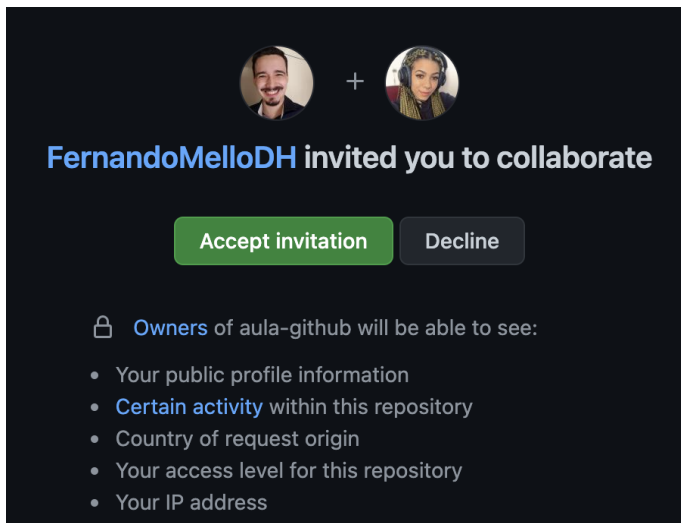 FernandoMelloDH invited you to collaborate
Accept invitation Decline
Owners of aula-github will be able to see:
Your public profile information
Certain activity within this repository
Country of request origin
Your access level for this repository
Your IP address